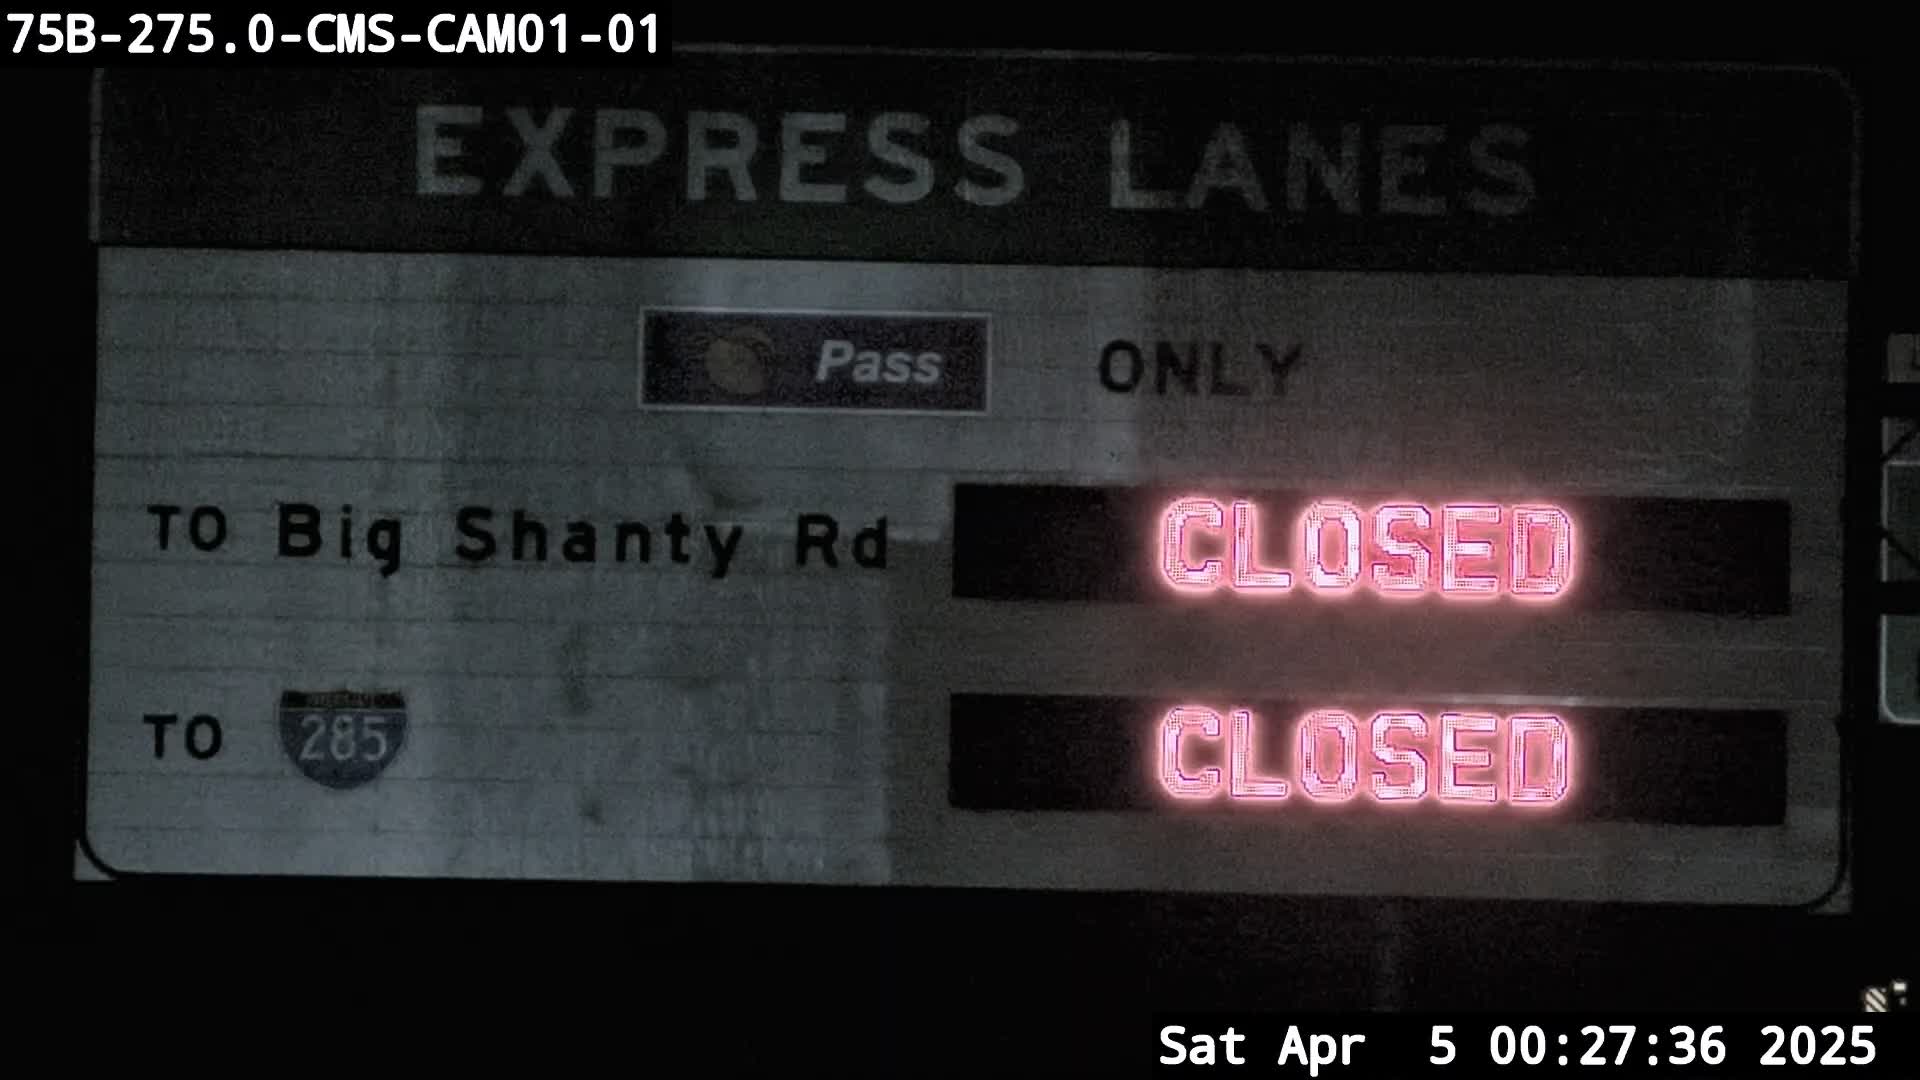 75B-275.0-CMS-CAM01-01
EXPRESS LANES
Pass ONLY
TO Big Shanty Rd CLOSED
TO 285 CLOSED
Sat Apr  5 00:27:36 2025